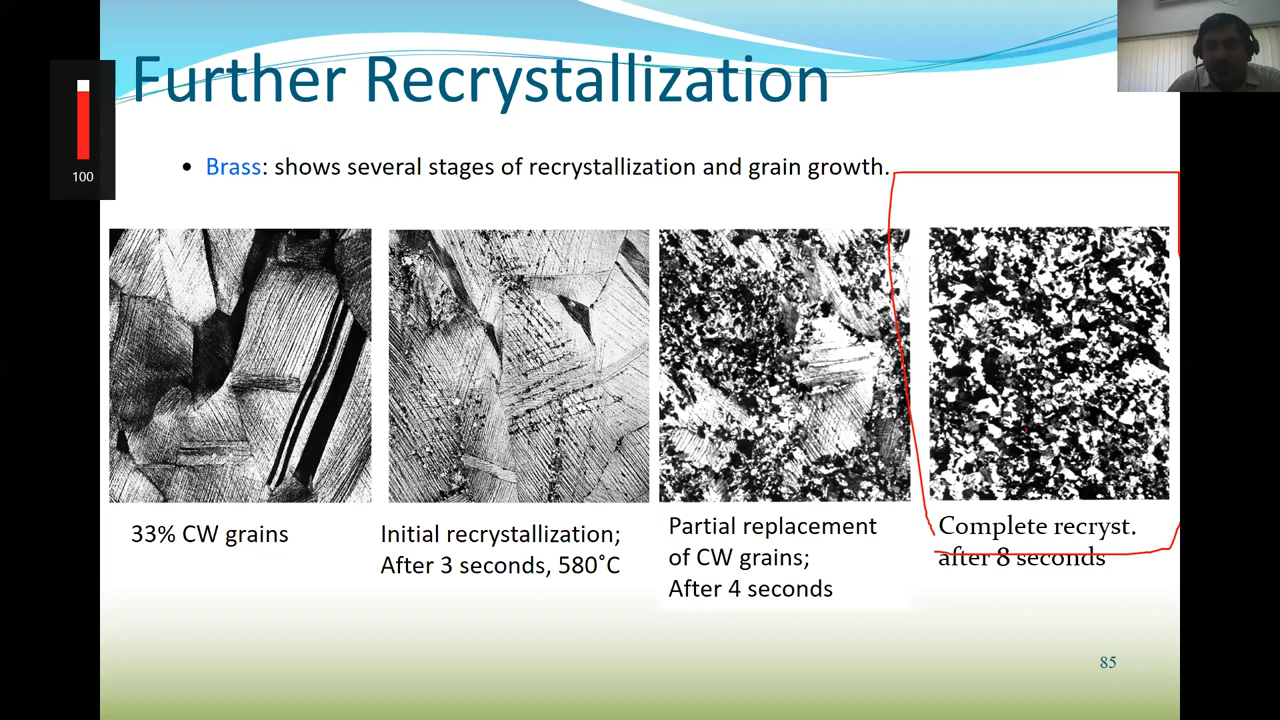 Further Recrystallization
• Brass: shows several stages of recrystallization and grain growth.
100
33% CW grains
Initial recrystallization;
After 3 seconds, 580˚C
Partial replacement
of CW grains;
After 4 seconds
Complete recryst.
after 8 seconds
85